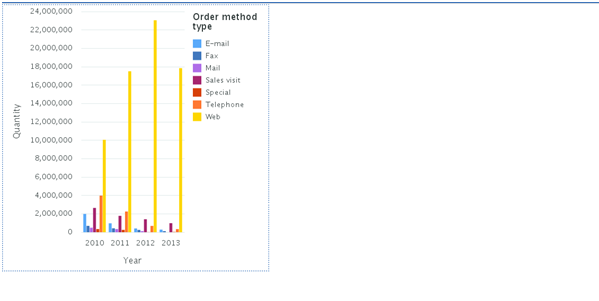 24,000,000
22,000,000
20,000,000
18,000,000
16,000,000
14,000,000
12,000,000
10,000,000
8,000,000
6,000,000
4,000,000
2,000,000
0
Quantity
2010 2011 2012 2013
Year
Order method
type
E-mail
Fax
Mail
Sales visit
Special
Telephone
Web